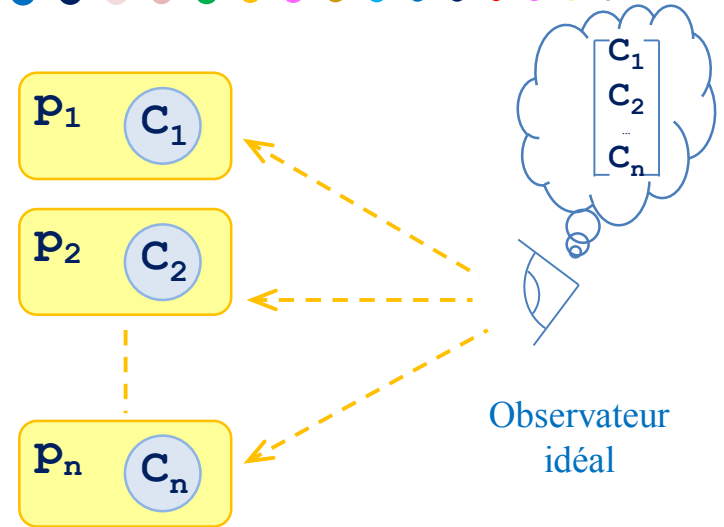 p₁ C₁
p₂ C₂
pₙ Cₙ
C₁
C₂
...
Cₙ
Observateur
idéal